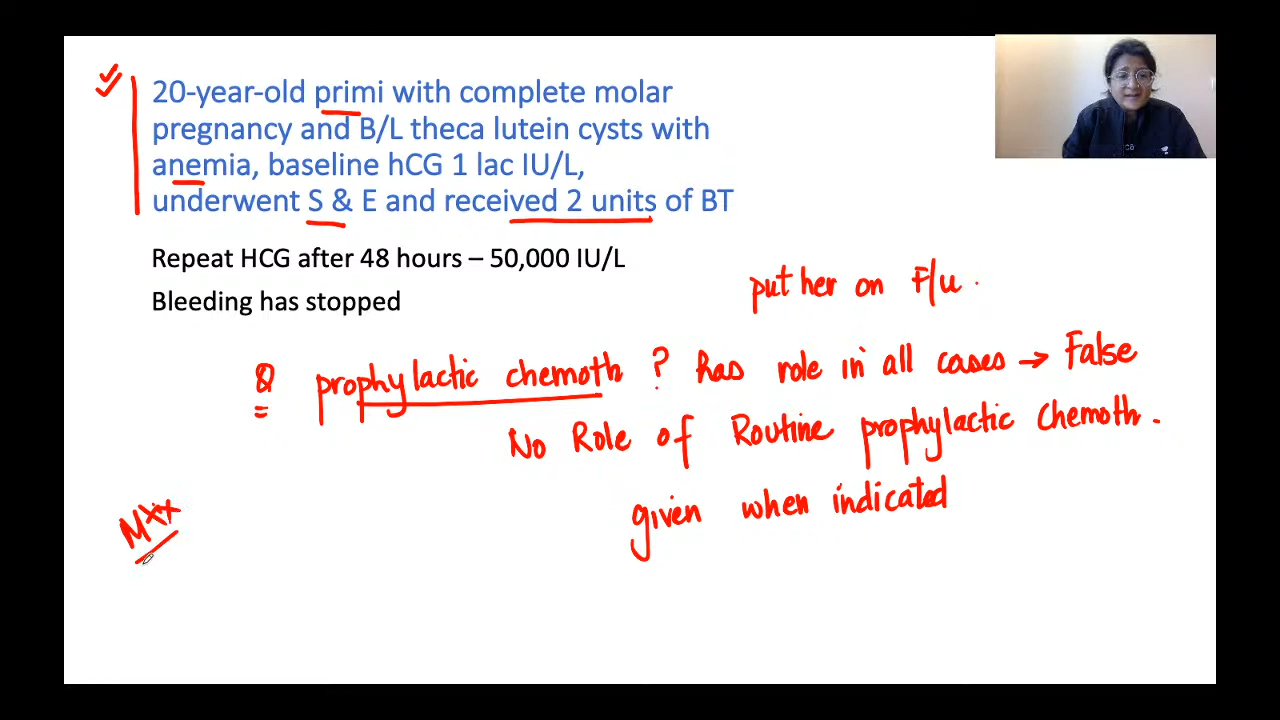 20-year-old primi with complete molar
pregnancy and B/L theca lutein cysts with
anemia, baseline hCG 1 lac IU/L,
underwent S & E and received 2 units of BT
Repeat HCG after 48 hours – 50,000 IU/L
Bleeding has stopped
put her on F/u.
Q prophylactic chemoth ? has role in all cases → False
No Role of Routine prophylactic chemoth.
given when indicated